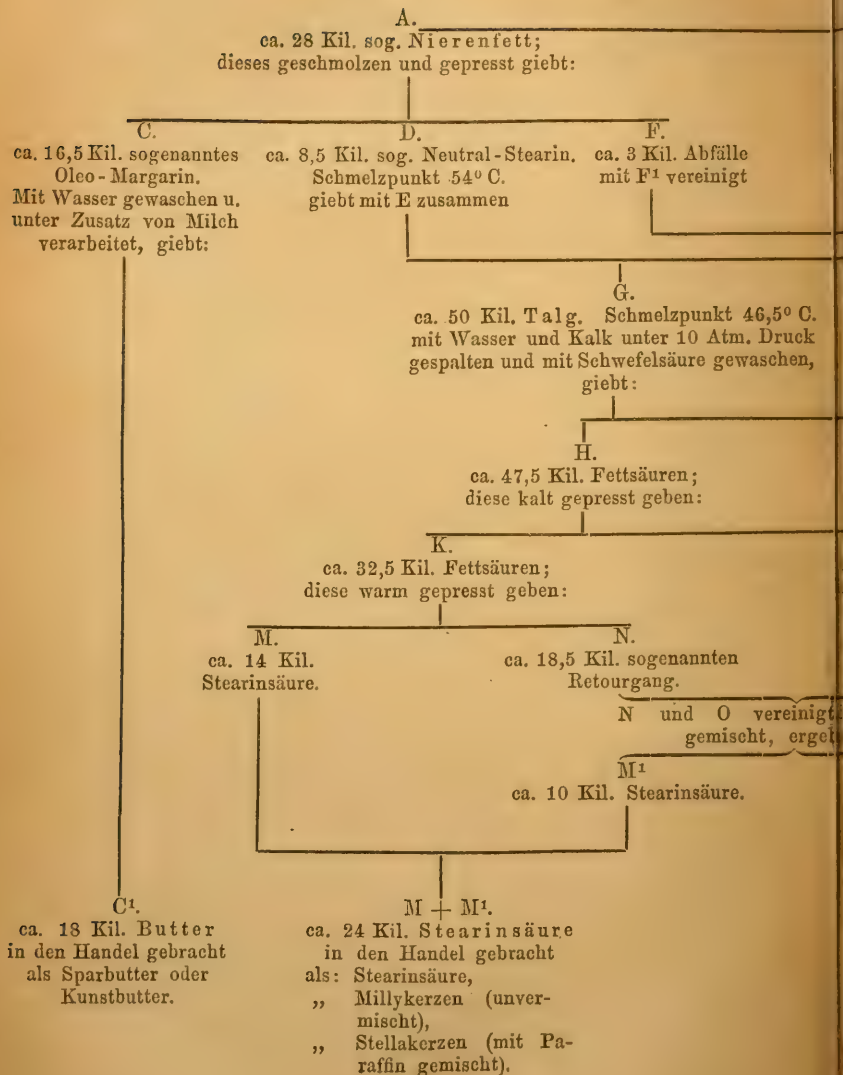 A.
ca. 28 Kil. sog. Nierenfett;
dieses geschmolzen und gepresst giebt:
C.
ca. 16,5 Kil. sogenanntes
Oleo-Margarin.
Mit Wasser gewaschen u.
unter Zusatz von Milch
verarbeitet, giebt:
D.
ca. 8,5 Kil. sog. Neutral-Stearin.
Schmelzpunkt 54⁰ C.
giebt mit E zusammen
F.
ca. 3 Kil. Abfälle
mit F¹ vereinigt
G.
ca. 50 Kil. Talg. Schmelzpunkt 46,5⁰ C.
mit Wasser und Kalk unter 10 Atm. Druck
gespalten und mit Schwefelsäure gewaschen,
giebt:
H.
ca. 47,5 Kil. Fettsäuren;
diese kalt gepresst geben:
K.
ca. 32,5 Kil. Fettsäuren;
diese warm gepresst geben:
M.
ca. 14 Kil.
Stearinsäure.
N.
ca. 18,5 Kil. sogenannten
Retourgang.
N und O vereinigt
gemischt,
M¹
ca. 10 Kil. Stearinsäure.
C¹.
ca. 18 Kil. Butter
in den Handel gebracht
als Sparbutter oder
Kunstbutter.
M + M¹.
ca. 24 Kil. Stearinsäure
in den Handel gebracht
als: Stearinsäure,
„ Millykerzen (unver-
mischt),
„ Stellakerzen (mit Pa-
raffin gemischt).